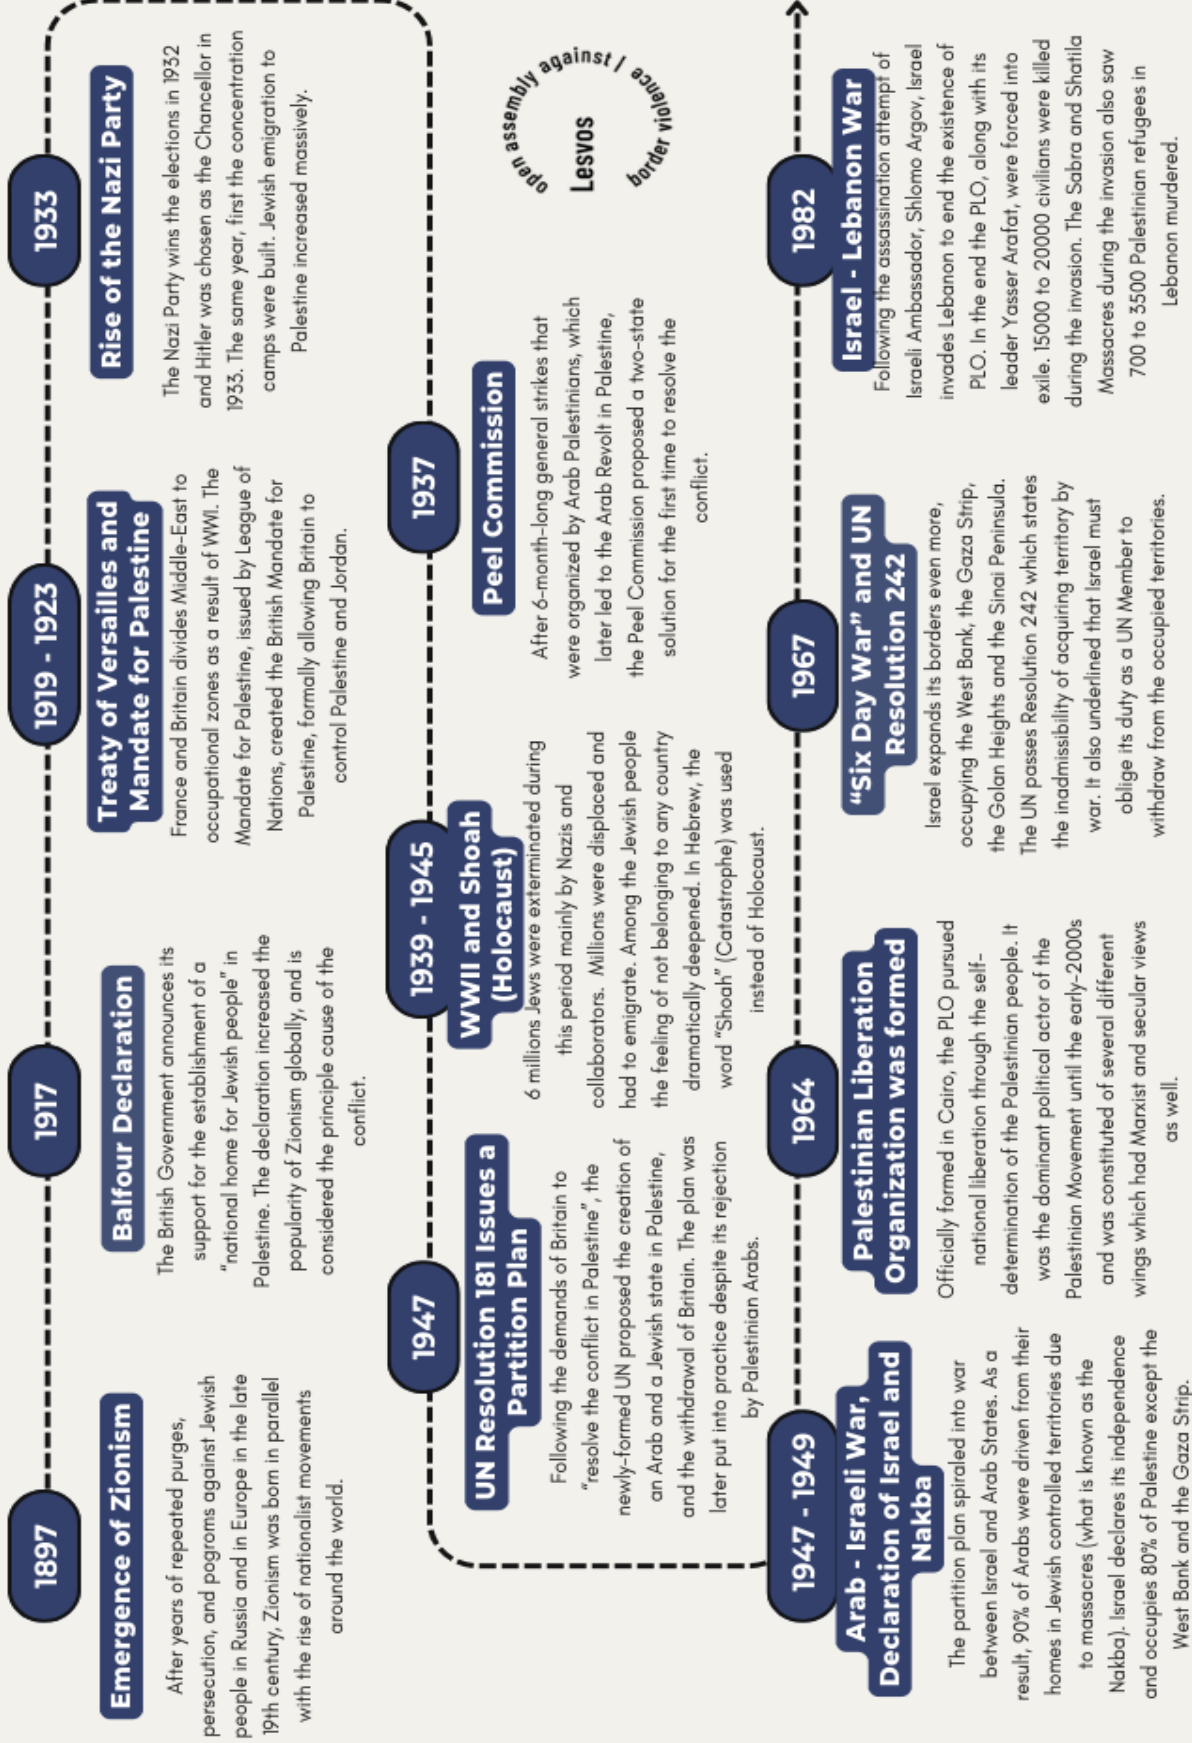 1897
Emergence of Zionism
After years of repeated purges,
persecution, and pogroms against Jewish
people in Russia and in Europe in the late
19th century, Zionism was born in parallel
with the rise of nationalist movements
around the world.
1917
Balfour Declaration
The British Government announces its
support for the establishment of a
“national home for Jewish people” in
Palestine. The declaration increased the
popularity of Zionism globally, and is
considered the principle cause of the
conflict.
1919 - 1923
Treaty of Versailles and
Mandate for Palestine
France and Britain divides Middle-East to
occupational zones as a result of WWI. The
Mandate for Palestine, issued by League of
Nations, created the British Mandate for
Palestine, formally allowing Britain to
control Palestine and Jordan.
1933
Rise of the Nazi Party
The Nazi Party wins the elections in 1932
and Hitler was chosen as the Chancellor in
1933. The same year, first the concentration
camps were built. Jewish emigration to
Palestine increased massively.
1947
UN Resolution 181 Issues a
Partition Plan
Following the demands of Britain to
“resolve the conflict in Palestine”, the
newly-formed UN proposed the creation of
an Arab and a Jewish state in Palestine,
and the withdrawal of Britain. The plan was
later put into practice despite its rejection
by Palestinian Arabs.
1939 - 1945
WWII and Shoah
(Holocaust)
6 millions Jews were exterminated during
this period mainly by Nazis and
collaborators. Millions were displaced and
had to emigrate. Among the Jewish people
the feeling of not belonging to any country
dramatically deepened. In Hebrew, the
word “Shoah” (Catastrophe) was used
instead of Holocaust.
1937
Peel Commission
After 6-month-long general strikes that
were organized by Arab Palestinians, which
later led to the Arab Revolt in Palestine,
the Peel Commission proposed a two-state
solution for the first time to resolve the
conflict.
open assembly against /
Lesvos
border violence
1947 - 1949
Arab - Israeli War,
Declaration of Israel and
Nakba
The partition plan spiraled into war
between Israel and Arab States. As a
result, 90% of Arabs were driven from their
homes in Jewish controlled territories due
to massacres (what is known as the
Nakba). Israel declares its independence
and occupies 80% of Palestine except the
West Bank and the Gaza Strip.
1964
Palestinian Liberation
Organization was formed
Officially formed in Cairo, the PLO pursued
national liberation through the self-
determination of the Palestinian people. It
was the dominant political actor of the
Palestinian Movement until the early-2000s
and was constituted of several different
wings which had Marxist and secular views
as well.
1967
“Six Day War” and UN
Resolution 242
Israel expands its borders even more,
occupying the West Bank, the Gaza Strip,
the Golan Heights and the Sinai Peninsula.
The UN passes Resolution 242 which states
the inadmissibility of acquiring territory by
war. It also underlined that Israel must
oblige its duty as a UN Member to
withdraw from the occupied territories.
1982
Israel - Lebanon War
Following the assassination attempt of
Israeli Ambassador, Shlomo Argov, Israel
invades Lebanon to end the existence of
PLO. In the end the PLO, along with its
leader Yasser Arafat, were forced into
exile. 15000 to 20000 civilians were killed
during the invasion. The Sabra and Shatila
Massacres during the invasion also saw
700 to 3500 Palestinian refugees in
Lebanon murdered.